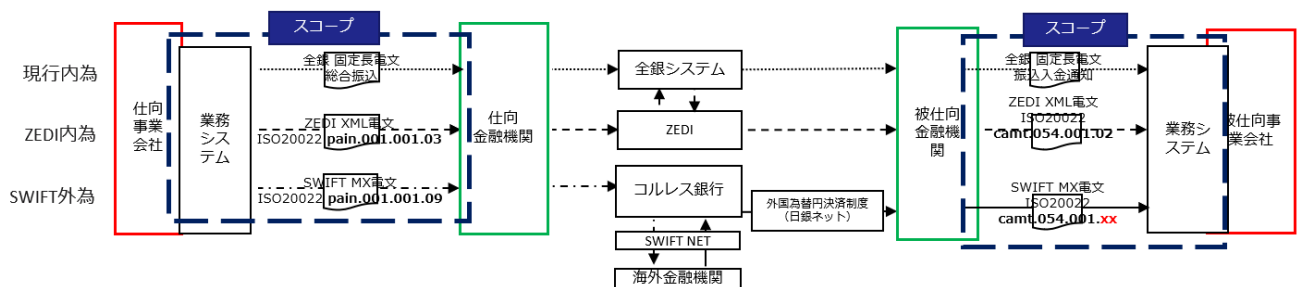 スコープ
スコープ
現行内為
ZEDI内為
SWIFT外為
仕向
事業
会社
業務
シス
テム
全銀 固定長電文
総合振込
ZEDI XML電文
ISO20022 pain.001.001.03
SWIFT MX電文
ISO20022 pain.001.001.09
仕向
金融機関
全銀システム
ZEDI
コルレス銀行
SWIFT NET
海外金融機関
外国為替円決済制度
(日銀ネット)
被仕向
金融機
関
全銀 固定長電文
振込入金通知
ZEDI XML電文
ISO20022
camt.054.001.02
SWIFT MX電文
ISO20022
camt.054.001.xx
業務シ
ステム
被仕向事
業会社